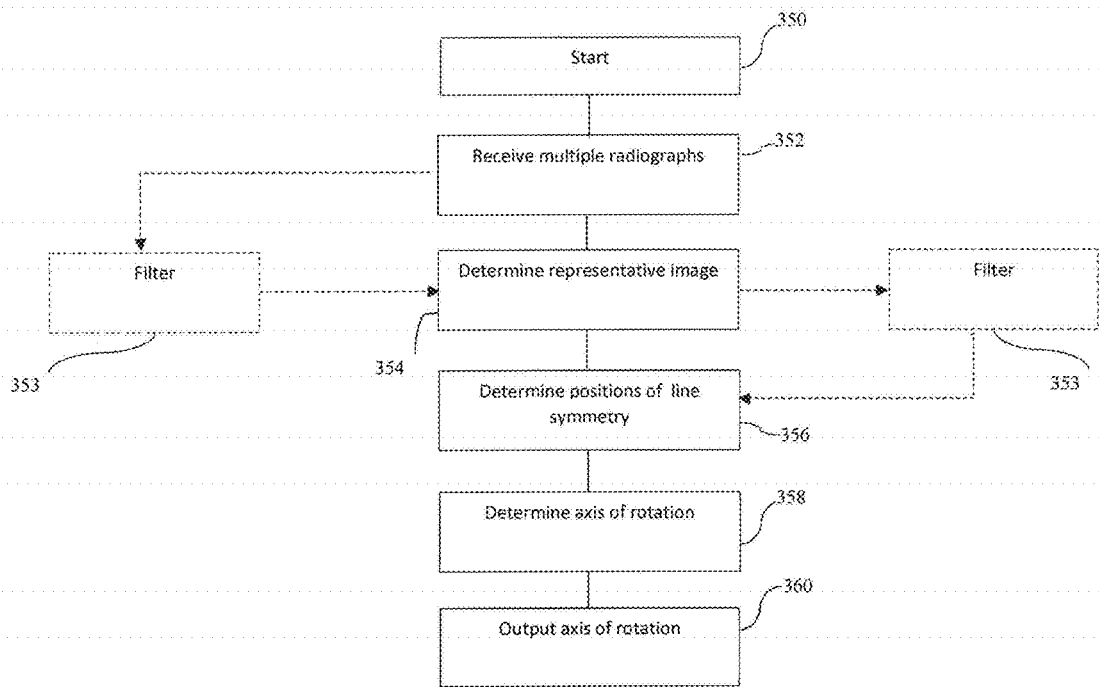 350
Start
352
Receive multiple radiographs
Filter
Determine representative image
Filter
353
354
353
Determine positions of line
symmetry
356
358
Determine axis of rotation
360
Output axis of rotation